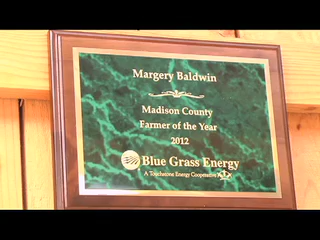 Margery Baldwin
Madison County
Farmer of the Year
2012
Blue Grass Energy
A Touchstone Energy Cooperative